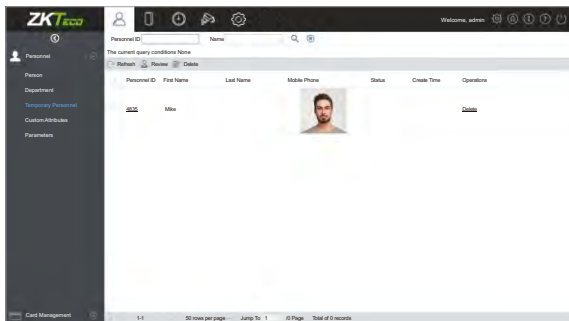 ZKTeco
Welcome, admin
Personnel ID
Name
The current query conditions None
Personnel
Refresh Review Delete
Personnel ID First Name Last Name Mobile Phone Status Create Time Operations
Person
Department
Temporary Personnel
Custom Attributes
Parameters
4835 Mike Delete
Card Management
1-1 50 rows per page Jump To 1 /0 Page Total of 0 records